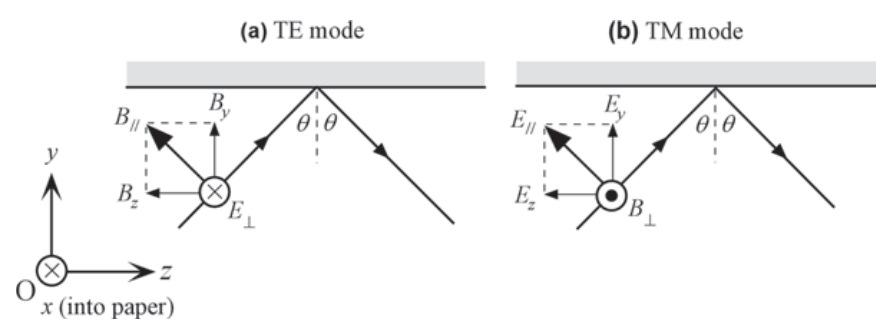 (a) TE mode
(b) TM mode
B//
By
θ θ
Bz
E⊥
E//
Ey
θ θ
Ez
B⊥
y
z
O
x (into paper)